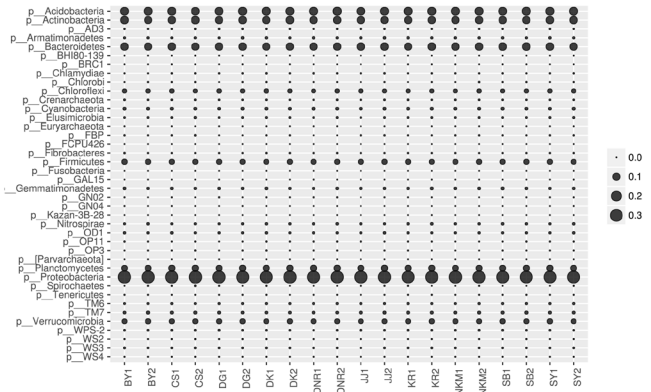 p__Acidobacteria
p__Actinobacteria
p__AD3
p__Armatimonadetes
p__Bacteroidetes
p__BHI80-139
p__BRC1
p__Chlamydiae
p__Chlorobi
p__Chloroflexi
p__Crenarchaeota
p__Cyanobacteria
p__Elusimicrobia
p__Euryarchaeota
p__FBP
p__FCPU426
p__Fibrobacteres
p__Firmicutes
p__Fusobacteria
p__GAL15
p__Gemmatimonadetes
p__GN02
p__GN04
p__Kazan-3B-28
p__Nitrospirae
p__OD1
p__OP11
p__OP3
p__[Parvarchaeota]
p__Planctomycetes
p__Proteobacteria
p__Spirochaetes
p__Tenericutes
p__TM6
p__TM7
p__Verrucomicrobia
p__WPS-2
p__WS2
p__WS3
p__WS4
BY1 BY2 CS1 CS2 DG1 DG2 DK1 DK2 DNR1 DNR2 JJ1 JJ2 KR1 KR2 NKM1 NKM2 SB1 SB2 SY1 SY2
0.0
0.1
0.2
0.3